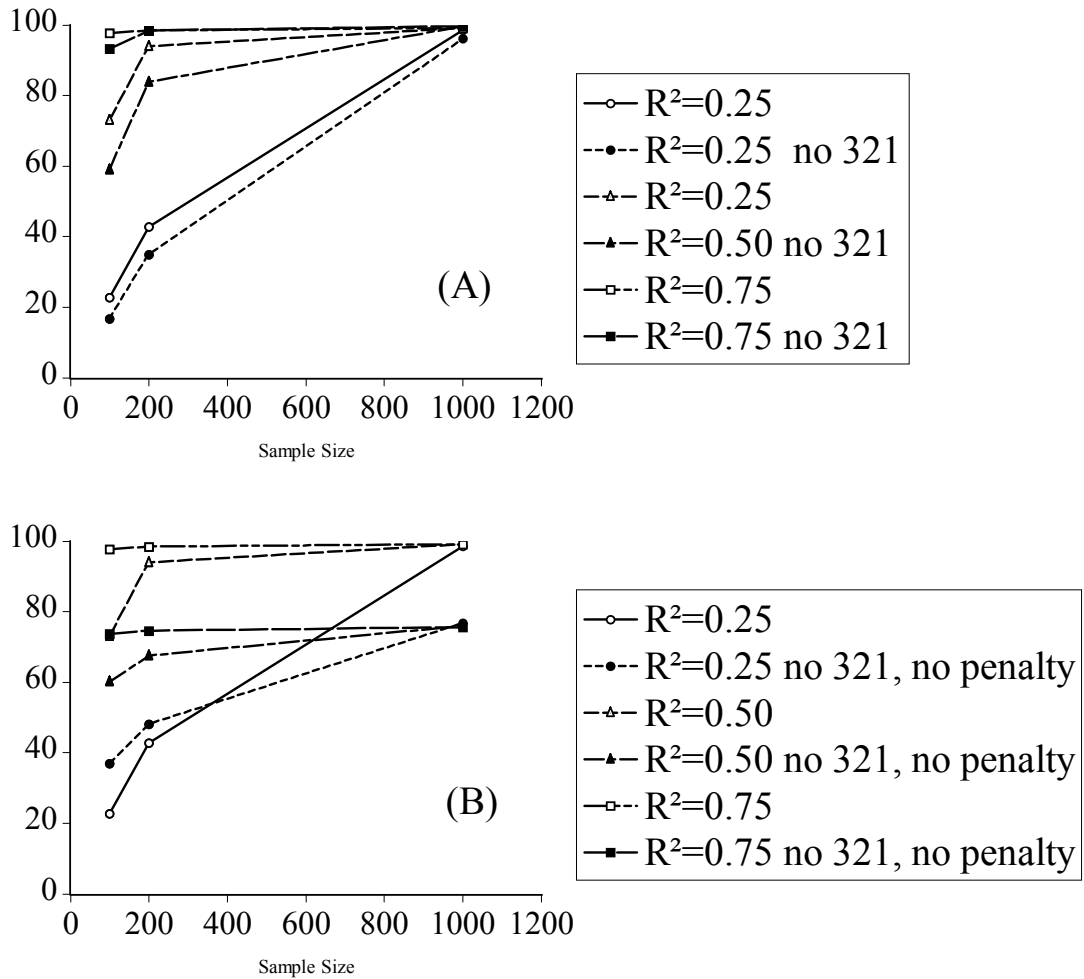 100
80
60
40
20
0
0 200 400 600 800 1000 1200
Sample Size
(A)
R²=0.25
R²=0.25 no 321
R²=0.25
R²=0.50 no 321
R²=0.75
R²=0.75 no 321
100
80
60
40
20
0
0 200 400 600 800 1000 1200
Sample Size
(B)
R²=0.25
R²=0.25 no 321, no penalty
R²=0.50
R²=0.50 no 321, no penalty
R²=0.75
R²=0.75 no 321, no penalty